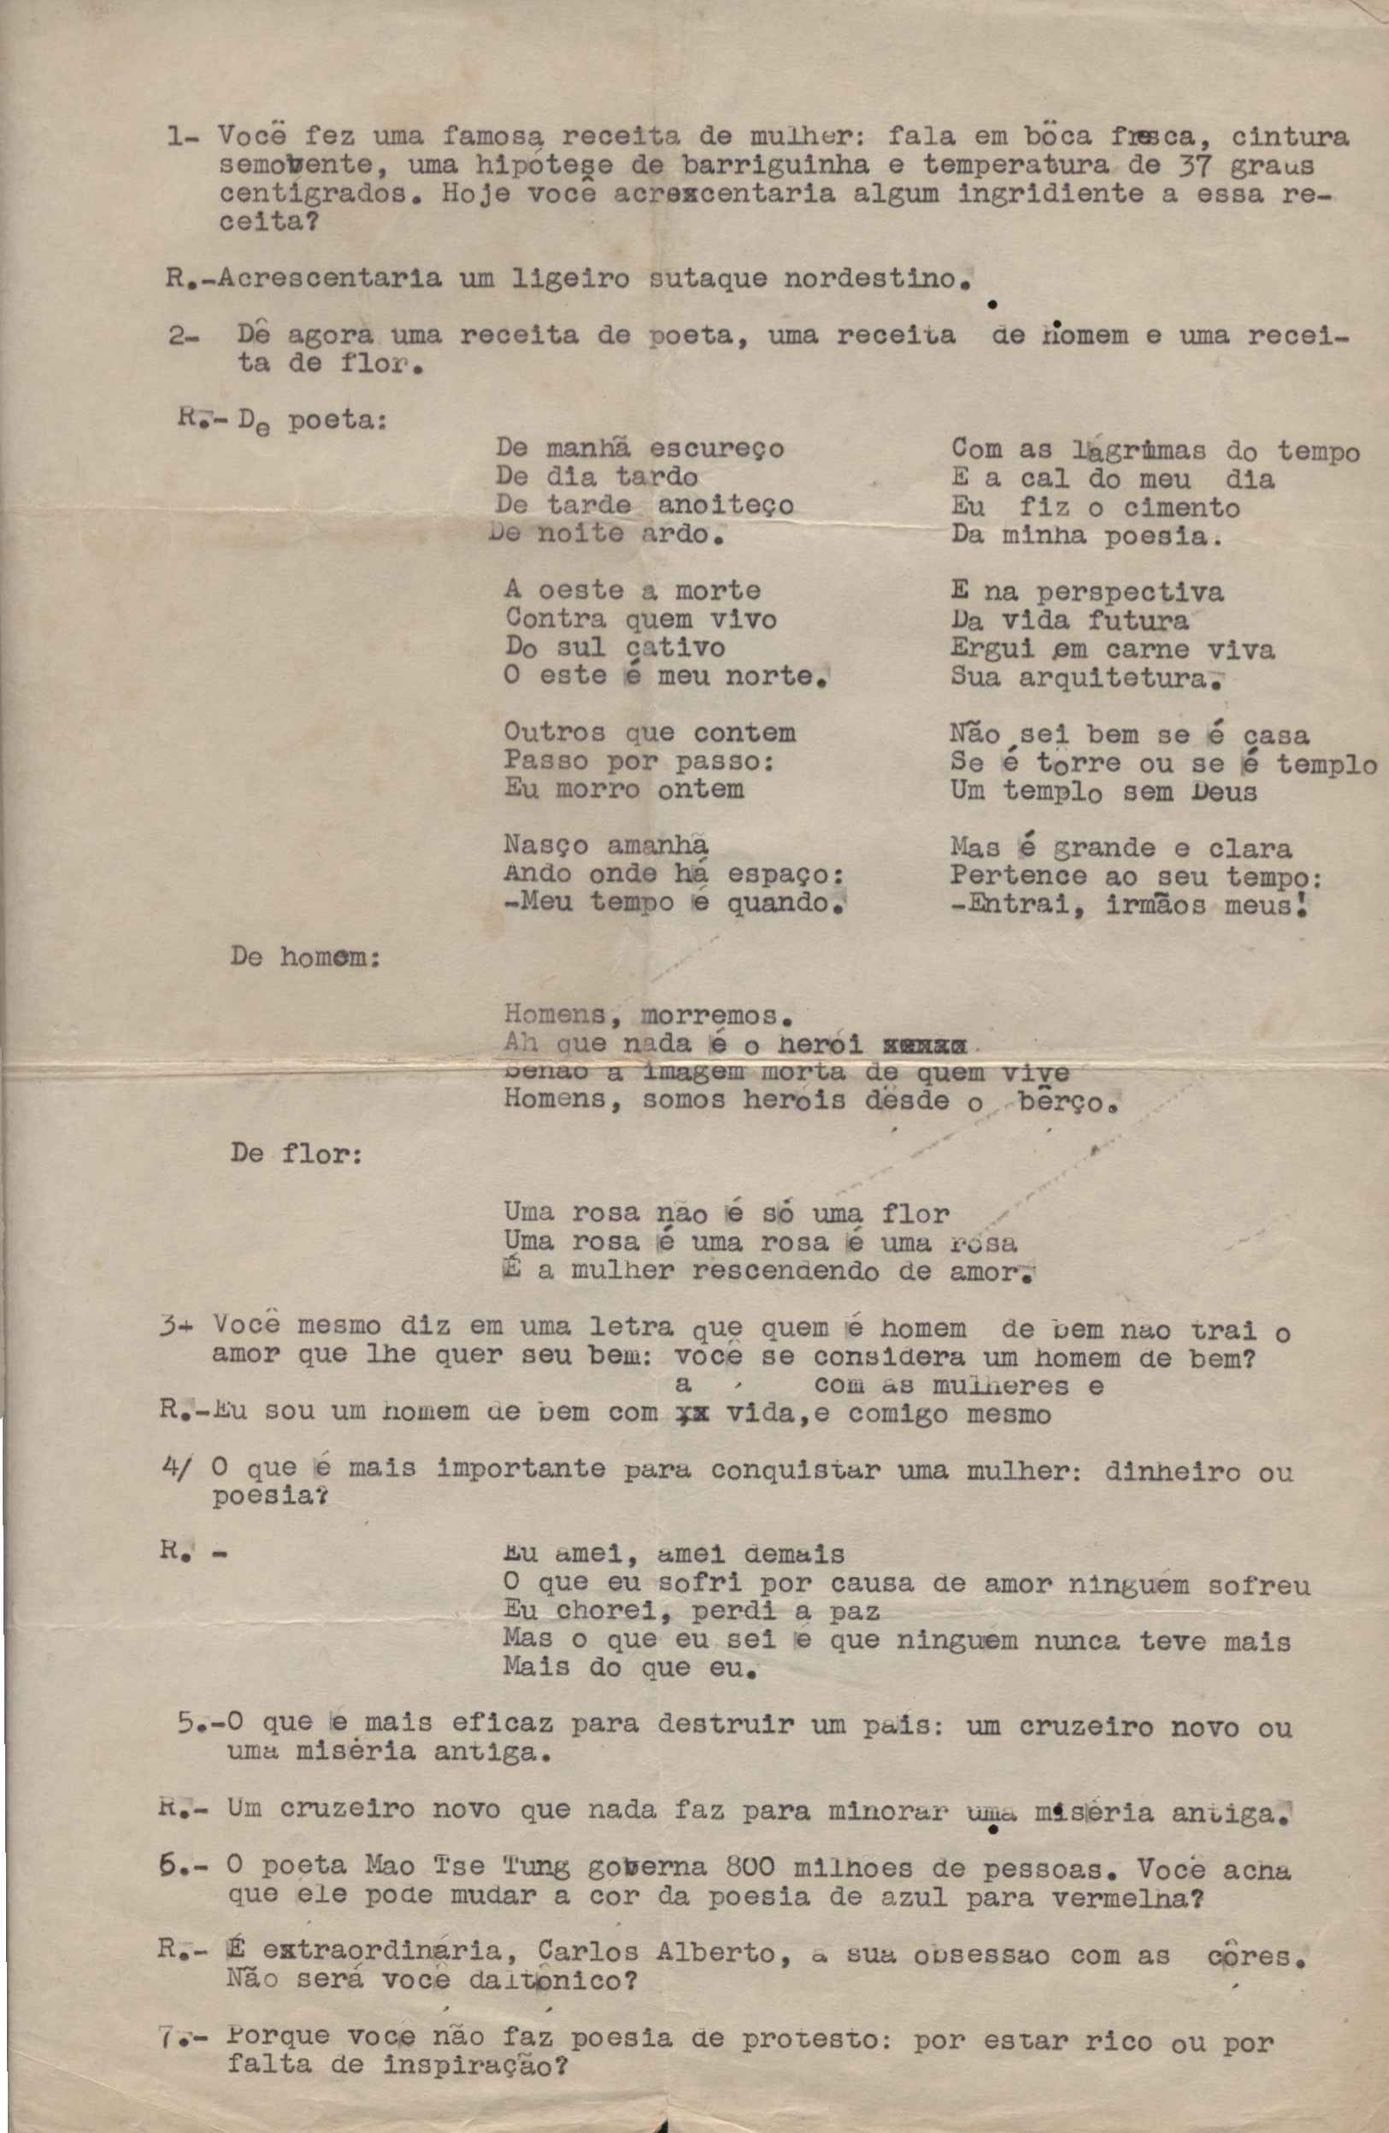 1- Você fez uma famosa receita de mulher: fala em bôca fresca, cintura
semovente, uma hipótese de barriguinha e temperatura de 37 graus
centigrados. Hoje você acrexcentaria algum ingridiente a essa re-
ceita?
R.-Acrescentaria um ligeiro sutaque nordestino.
2- Dê agora uma receita de poeta, uma receita de homem e uma recei-
ta de flor.
R.- De poeta:
De manhã escureço
De dia tardo
De tarde anoiteço
De noite ardo.
A oeste a morte
Contra quem vivo
Do sul cativo
O este é meu norte.
Outros que contem
Passo por passo:
Eu morro ontem
Nasço amanhã
Ando onde há espaço:
-Meu tempo é quando.
Com as lágrimas do tempo
E a cal do meu dia
Eu fiz o cimento
Da minha poesia.
E na perspectiva
Da vida futura
Ergui em carne viva
Sua arquitetura.
Não sei bem se é casa
Se é tôrre ou se é templo
Um templo sem Deus
Mas é grande e clara
Pertence ao seu tempo:
-Entrai, irmãos meus!
De homem:
Homens, morremos.
Ah que nada é o herói xxxxx
Senão a imagem morta de quem vive
Homens, somos heróis dêsde o bêrço.
De flor:
Uma rosa não é só uma flor
Uma rosa é uma rosa é uma rosa
É a mulher rescendendo de amor.
3+ Você mesmo diz em uma letra que quem é homem de bem não trai o
amor que lhe quer seu bem: você se considera um homem de bem?
a com as mulheres e
R.-Eu sou um homem de bem com xx vida,e comigo mesmo
4/ O que é mais importante para conquistar uma mulher: dinheiro ou
poesia?
R. - Eu amei, amei demais
O que eu sofri por causa de amor ninguém sofreu
Eu chorei, perdi a paz
Mas o que eu sei é que ninguém nunca teve mais
Mais do que eu.
5.-O que é mais eficaz para destruir um pais: um cruzeiro novo ou
uma miséria antiga.
R.- Um cruzeiro novo que nada faz para minorar uma miséria antiga.
6.- O poeta Mao Tse Tung governa 800 milhoes de pessoas. Você acha
que êle pode mudar a cor da poesia de azul para vermelha?
R.- É extraordinária, Carlos Alberto, a sua obsessao com as côres.
Não será você daltônico?
7.- Porque você não faz poesia de protesto: por estar rico ou por
falta de inspiração?